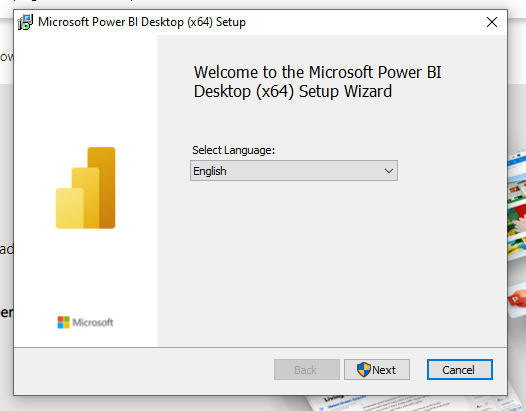 Microsoft Power BI Desktop (x64) Setup
Welcome to the Microsoft Power BI
Desktop (x64) Setup Wizard
Select Language:
English
Microsoft
Back
Next
Cancel